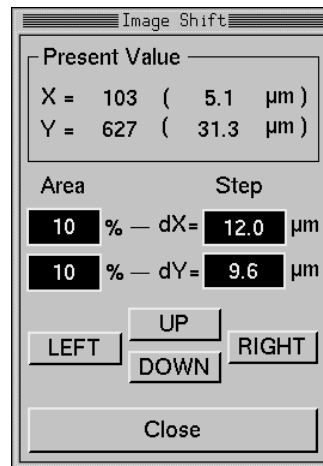 Image Shift
Present Value
X = 103 ( 5.1 µm )
Y = 627 ( 31.3 µm )
Area Step
10 % — dX= 12.0 µm
10 % — dY= 9.6 µm
UP
LEFT RIGHT
DOWN
Close